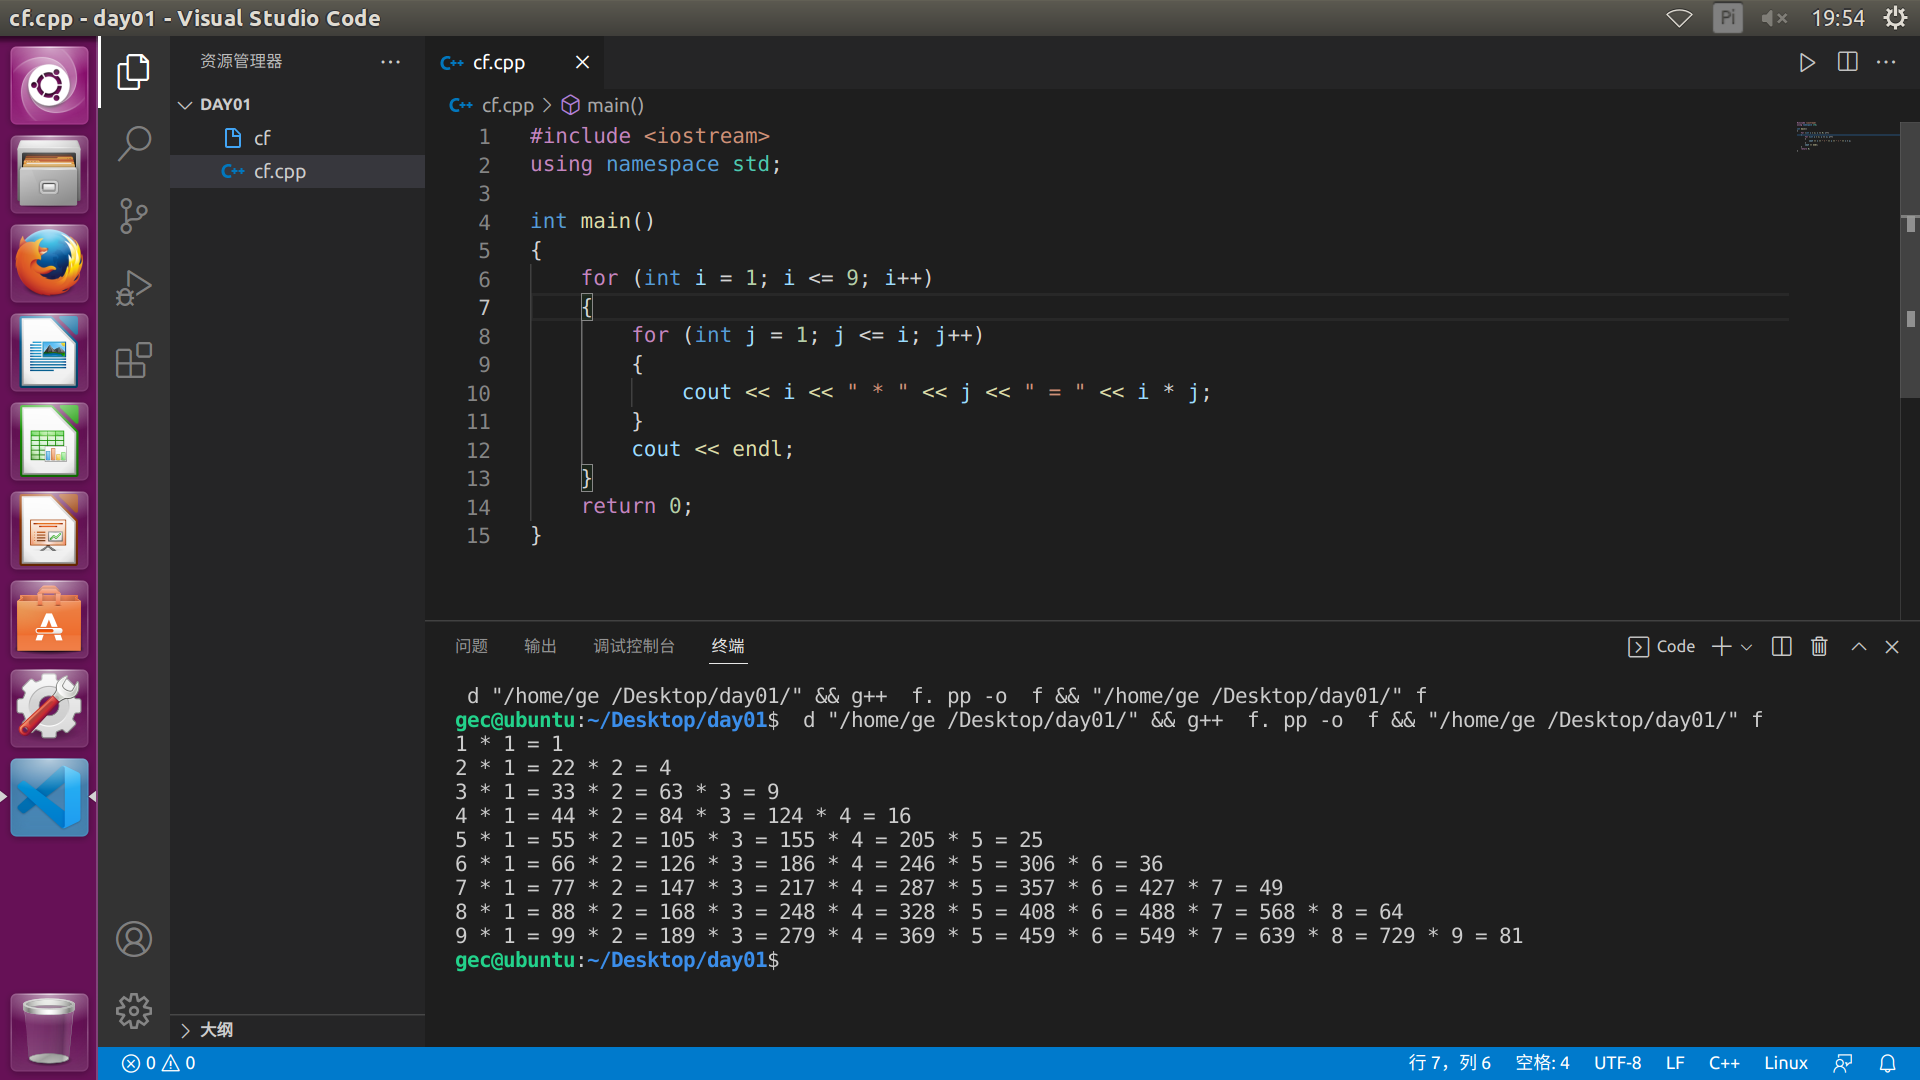 cf.cpp - day01 - Visual Studio Code
Pi
19:54
资源管理器
DAY01
cf
cf.cpp
大纲
cf.cpp
cf.cpp > main()
1 #include <iostream>
2 using namespace std;
3
4 int main()
5 {
6 for (int i = 1; i <= 9; i++)
7 {
8 for (int j = 1; j <= i; j++)
9 {
10 cout << i << " * " << j << " = " << i * j;
11 }
12 cout << endl;
13 }
14 return 0;
15 }
问题 输出 调试控制台 终端
Code
d "/home/ge /Desktop/day01/" && g++  f. pp -o  f && "/home/ge /Desktop/day01/" f
gec@ubuntu:~/Desktop/day01$  d "/home/ge /Desktop/day01/" && g++  f. pp -o  f && "/home/ge /Desktop/day01/" f
1 * 1 = 1
2 * 1 = 22 * 2 = 4
3 * 1 = 33 * 2 = 63 * 3 = 9
4 * 1 = 44 * 2 = 84 * 3 = 124 * 4 = 16
5 * 1 = 55 * 2 = 105 * 3 = 155 * 4 = 205 * 5 = 25
6 * 1 = 66 * 2 = 126 * 3 = 186 * 4 = 246 * 5 = 306 * 6 = 36
7 * 1 = 77 * 2 = 147 * 3 = 217 * 4 = 287 * 5 = 357 * 6 = 427 * 7 = 49
8 * 1 = 88 * 2 = 168 * 3 = 248 * 4 = 328 * 5 = 408 * 6 = 488 * 7 = 568 * 8 = 64
9 * 1 = 99 * 2 = 189 * 3 = 279 * 4 = 369 * 5 = 459 * 6 = 549 * 7 = 639 * 8 = 729 * 9 = 81
gec@ubuntu:~/Desktop/day01$
0 0
行 7，列 6 空格: 4 UTF-8 LF C++ Linux